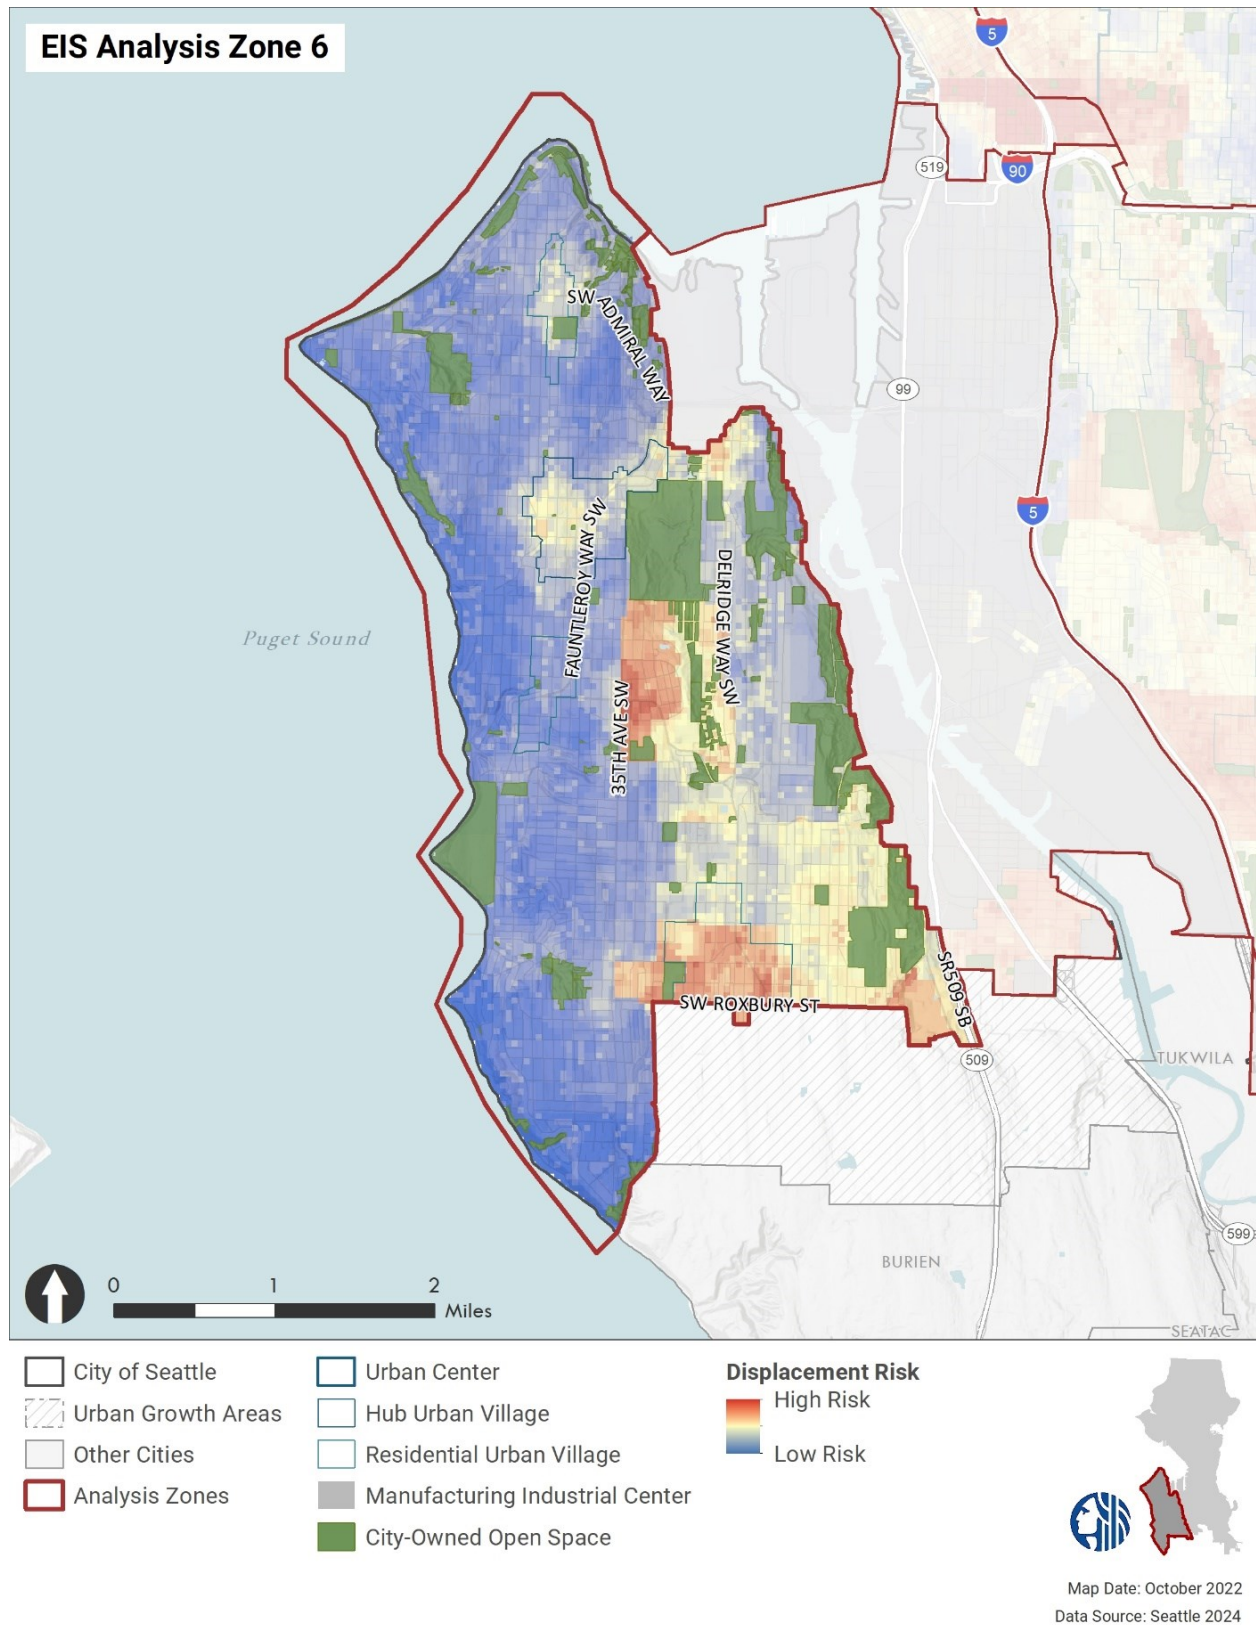 EIS Analysis Zone 6
5
519
90
SW ADMIRAL WAY
99
5
FAUNTLEROY WAY SW
DELRIDGE WAY SW
Puget Sound
35TH AVE SW
SW ROXBURY ST
SR509 SB
509
TUKWILA
599
BURIEN
SEATAC
0 1 2
Miles
City of Seattle
Urban Growth Areas
Other Cities
Analysis Zones
Urban Center
Hub Urban Village
Residential Urban Village
Manufacturing Industrial Center
City-Owned Open Space
Displacement Risk
High Risk
Low Risk
Map Date: October 2022
Data Source: Seattle 2024